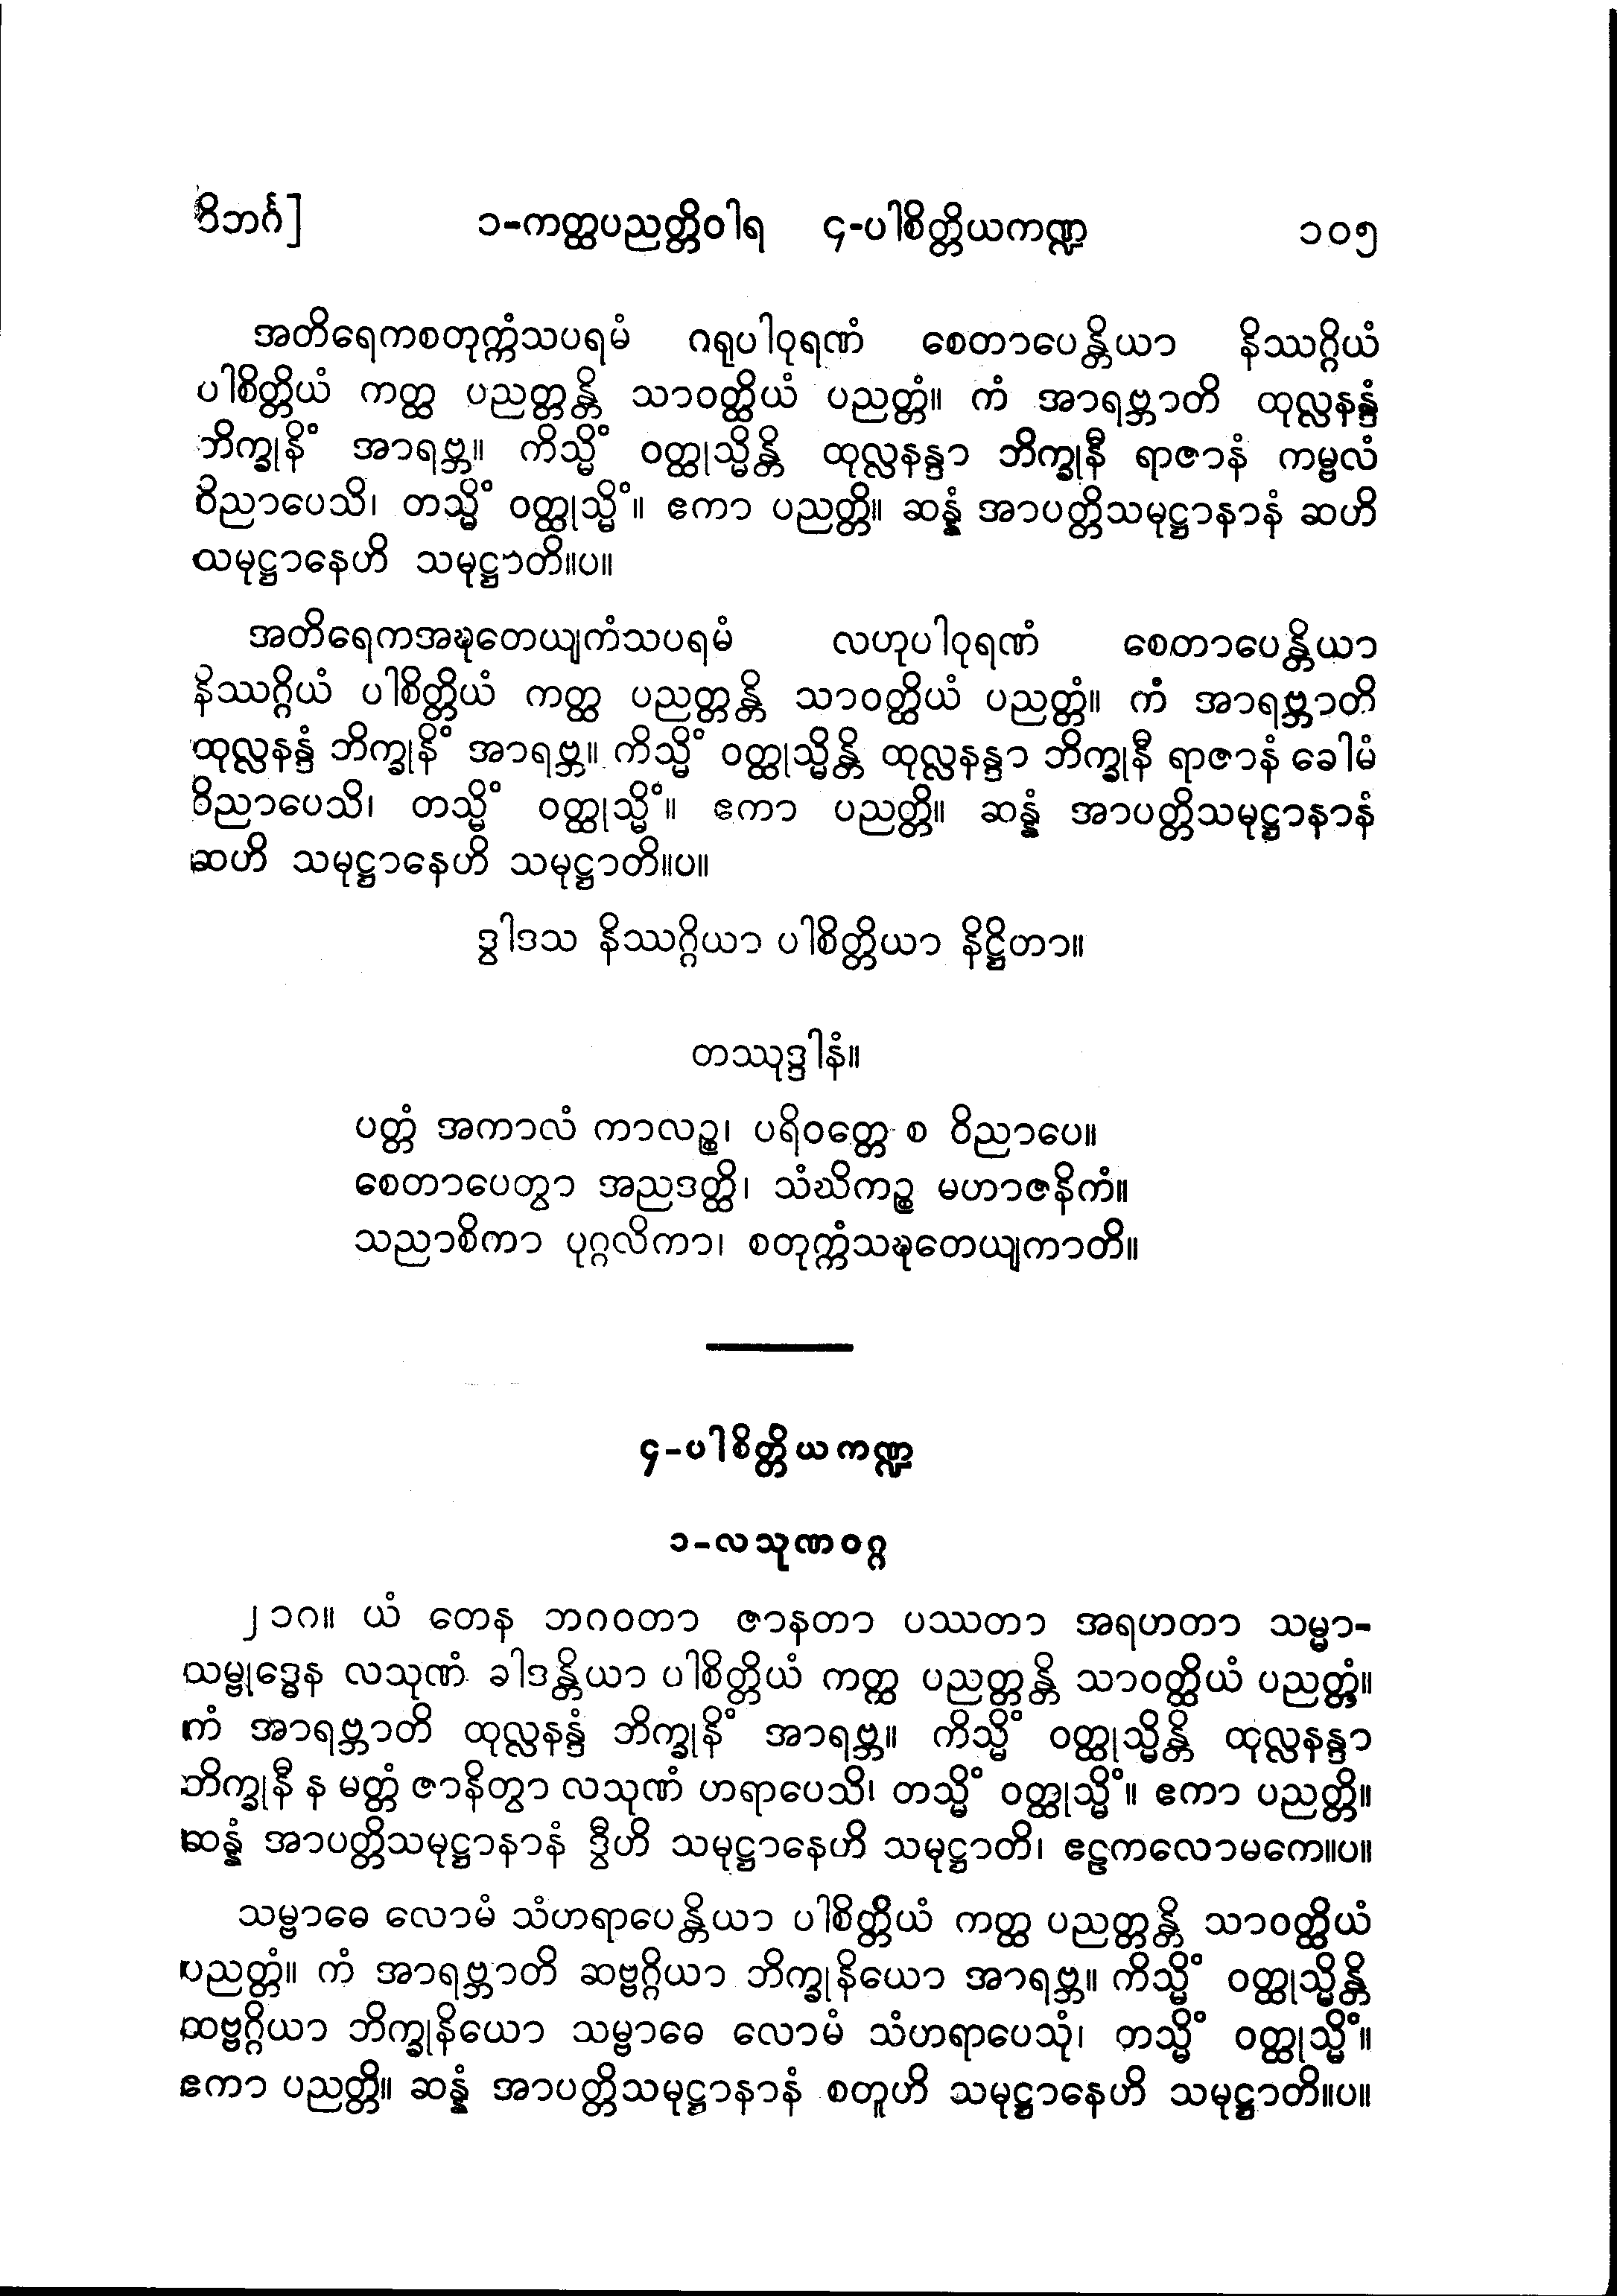 ဝိဘင်္ဂ] ၁-ကတ္ထပညတ္တိဝါရ ၄-ပါစိတ္တိယကဏ္ဍ ၁၀၅
အတိရေကစတုက္ကံသပရမံ ဂရုပါဝုရဏံ စေတာပေန္တိယာ နိဿဂ္ဂိယံ
ပါစိတ္တိယံ ကတ္ထ ပညတ္တန္တိ သာဝတ္ထိယံ ပညတ္တံ။ ကံ အာရဗ္ဘာတိ ထုလ္လနန္ဒံ
ဘိက္ခုနိံ အာရဗ္ဘ။ ကိသ္မိံ ဝတ္ထုသ္မိန္တိ ထုလ္လနန္ဒာ ဘိက္ခုနီ ရာဇာနံ ကမ္ဗလံ
ဝိညာပေသိ၊ တသ္မိံ ဝတ္ထုသ္မိံ။ ဧကာ ပညတ္တိ။ ဆန္နံ အာပတ္တိသမုဋ္ဌာနာနံ ဆဟိ
သမုဋ္ဌာနေဟိ သမုဋ္ဌာတိ။ပ။
အတိရေကအၯတေယျကံသပရမံ လဟုပါဝုရဏံ စေတာပေန္တိယာ
နိဿဂ္ဂိယံ ပါစိတ္တိယံ ကတ္ထ ပညတ္တန္တိ သာဝတ္ထိယံ ပညတ္တံ။ ကံ အာရဗ္ဘာတိ
ထုလ္လနန္ဒံ ဘိက္ခုနိံ အာရဗ္ဘ။ ကိသ္မိံ ဝတ္ထုသ္မိန္တိ ထုလ္လနန္ဒာ ဘိက္ခုနီ ရာဇာနံ ခေါမံ
ဝိညာပေသိ၊ တသ္မိံ ဝတ္ထုသ္မိံ။ ဧကာ ပညတ္တိ။ ဆန္နံ အာပတ္တိသမုဋ္ဌာနာနံ
ဆဟိ သမုဋ္ဌာနေဟိ သမုဋ္ဌာတိ။ပ။
ဒွါဒသ နိဿဂ္ဂိယာ ပါစိတ္တိယာ နိဋ္ဌိတာ။
တဿုဒ္ဒါနံ။
ပတ္တံ အကာလံ ကာလဉ္စ၊ ပရိဝတ္တေ စ ဝိညာပေ။
စေတာပေတွာ အညဒတ္ထိ၊ သံဃိကဉ္စ မဟာဇနိကံ။
သညာစိကာ ပုဂ္ဂလိကာ၊ စတုက္ကံသၯတေယျကာတိ။
၄-ပါစိတ္တိယကဏ္ဍ
၁-လသုဏဝဂ္ဂ
၂၁၈။ ယံ တေန ဘဂဝတာ ဇာနတာ ပဿတာ အရဟတာ သမ္မာ-
သမ္ဗုဒ္ဓေန လသုဏံ ခါဒန္တိယာ ပါစိတ္တိယံ ကတ္ထ ပညတ္တန္တိ သာဝတ္ထိယံ ပညတ္တံ။
ကံ အာရဗ္ဘာတိ ထုလ္လနန္ဒံ ဘိက္ခုနိံ အာရဗ္ဘ။ ကိသ္မိံ ဝတ္ထုသ္မိန္တိ ထုလ္လနန္ဒာ
ဘိက္ခုနီ န မတ္တံ ဇာနိတွာ လသုဏံ ဟရာပေသိ၊ တသ္မိံ ဝတ္ထုသ္မိံ။ ဧကာ ပညတ္တိ။
ဆန္နံ အာပတ္တိသမုဋ္ဌာနာနံ ဒွီဟိ သမုဋ္ဌာနေဟိ သမုဋ္ဌာတိ၊ ဧဠကလောမကေ။ပ။
သမ္ဗာဓေ လောမံ သံဟရာပေန္တိယာ ပါစိတ္တိယံ ကတ္ထ ပညတ္တန္တိ သာဝတ္ထိယံ
ပညတ္တံ။ ကံ အာရဗ္ဘာတိ ဆဗ္ဗဂ္ဂိယာ ဘိက္ခုနိယော အာရဗ္ဘ။ ကိသ္မိံ ဝတ္ထုသ္မိန္တိ
ဆဗ္ဗဂ္ဂိယာ ဘိက္ခုနိယော သမ္ဗာဓေ လောမံ သံဟရာပေသုံ၊ တသ္မိံ ဝတ္ထုသ္မိံ။
ဧကာ ပညတ္တိ။ ဆန္နံ အာပတ္တိသမုဋ္ဌာနာနံ စတူဟိ သမုဋ္ဌာနေဟိ သမုဋ္ဌာတိ။ပ။